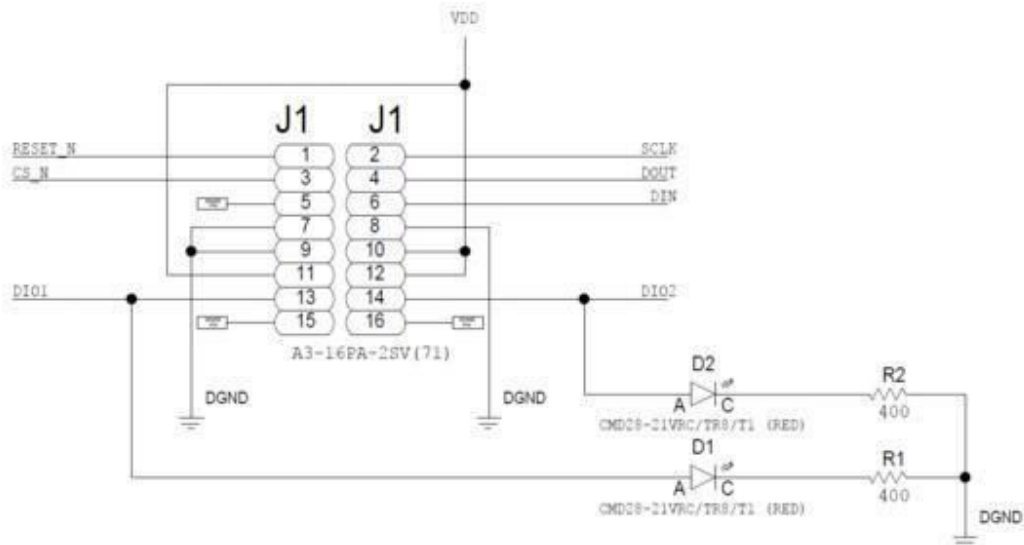 VDD
J1 J1
RESET_N 1 2 SCLK
CS_N 3 4 DOUT
5 6 DIN
7 8
9 10
11 12
DIO1 13 14 DIO2
15 16
A3-16PA-2SV(71)
DGND DGND
D2 R2
A C 400
CMD28-21VRC/TR8/T1 (RED)
D1 R1
A C 400
CMD28-21VRC/TR8/T1 (RED)
DGND